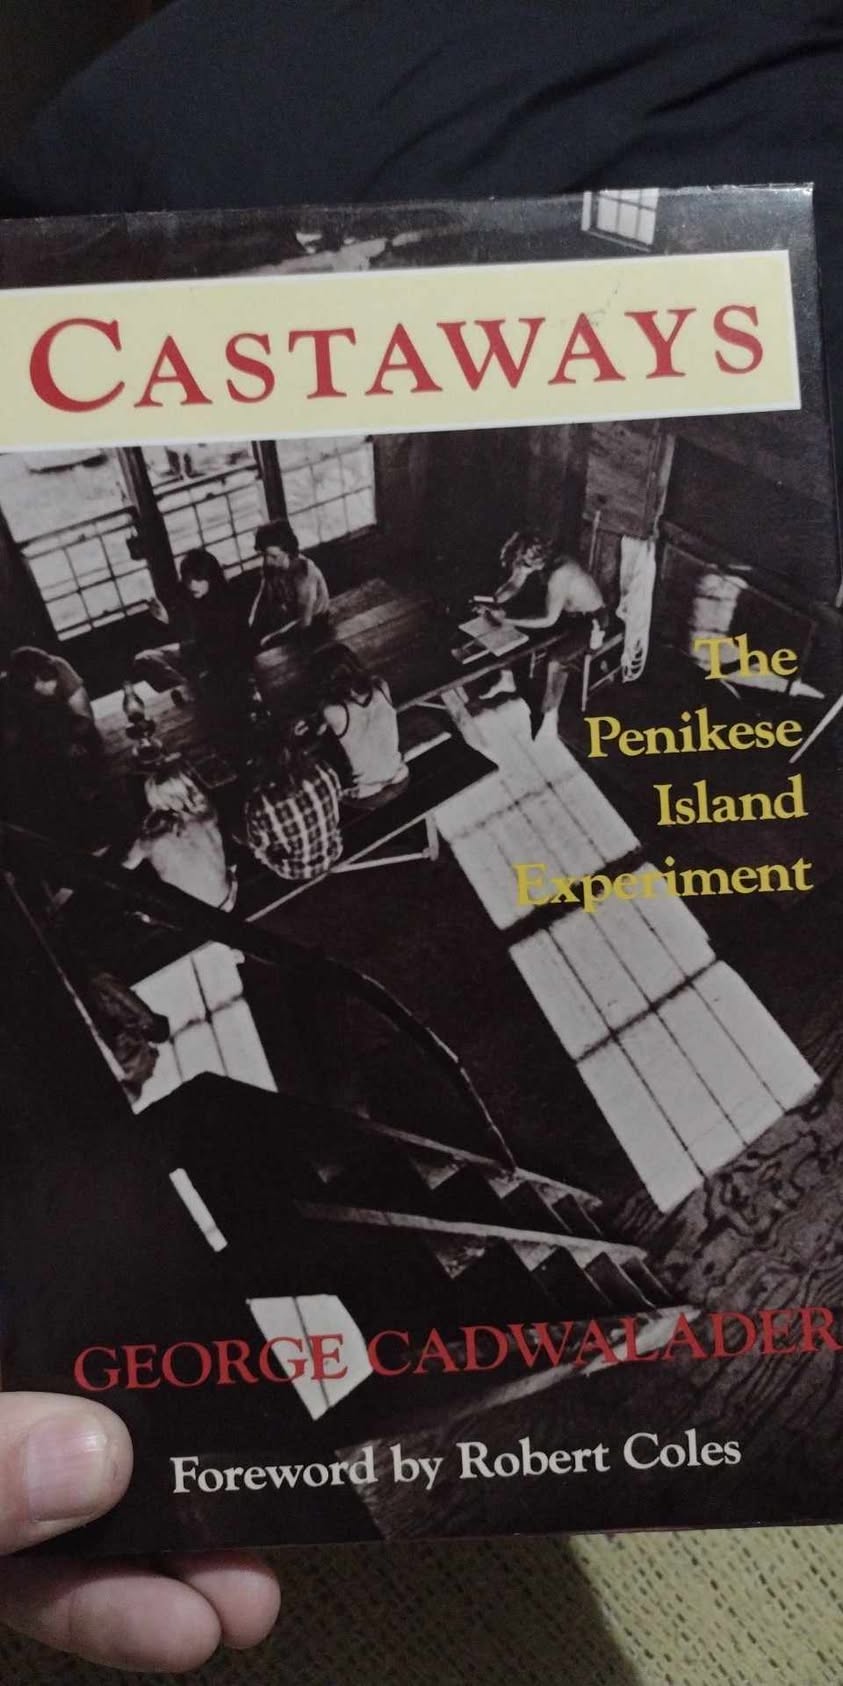 CASTAWAYS
The
Penikese
Island
Experiment
GEORGE CADWALADER
Foreword by Robert Coles